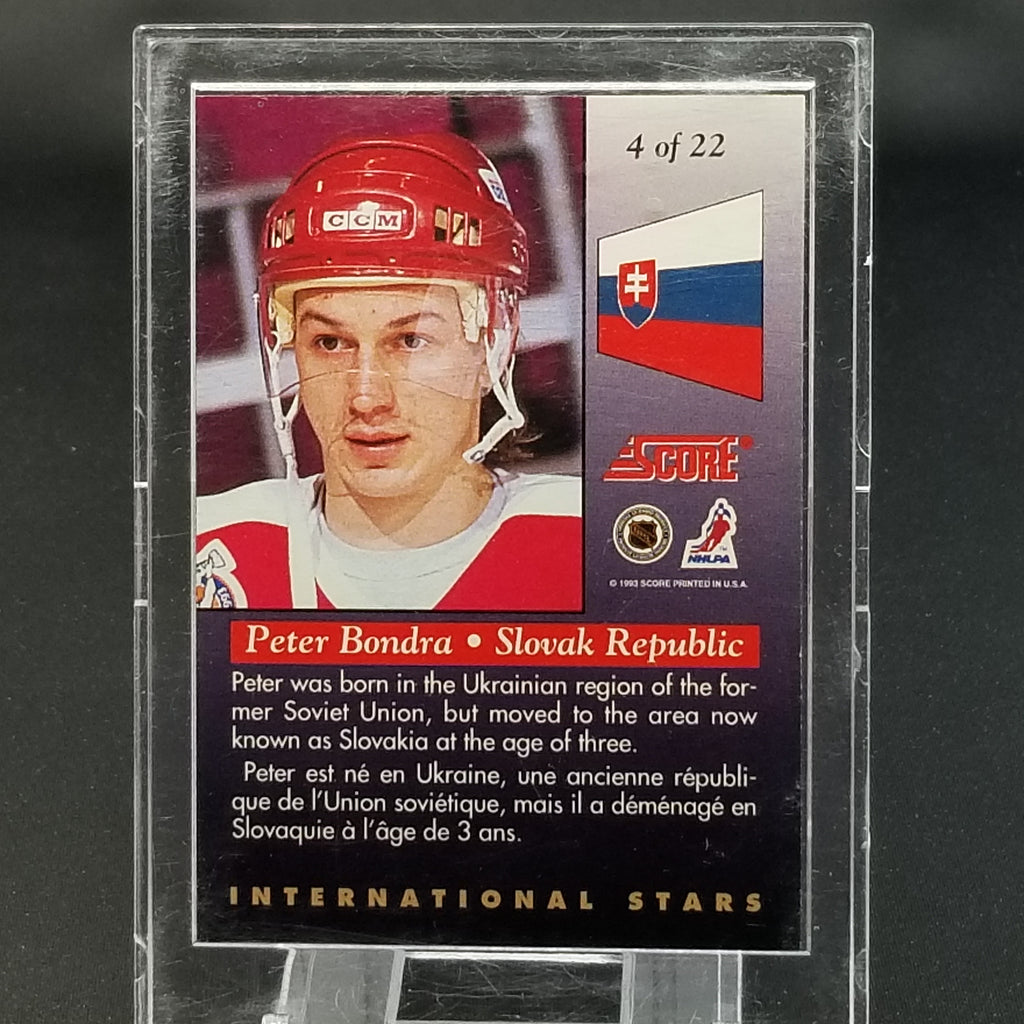 4 of 22
CCM
SCORE®
NHLPA
© 1993 SCORE PRINTED IN U.S.A.
Peter Bondra • Slovak Republic
Peter was born in the Ukrainian region of the for-
mer Soviet Union, but moved to the area now
known as Slovakia at the age of three.
Peter est né en Ukraine, une ancienne républi-
que de l'Union soviétique, mais il a déménagé en
Slovaquie à l'âge de 3 ans.
INTERNATIONAL STARS